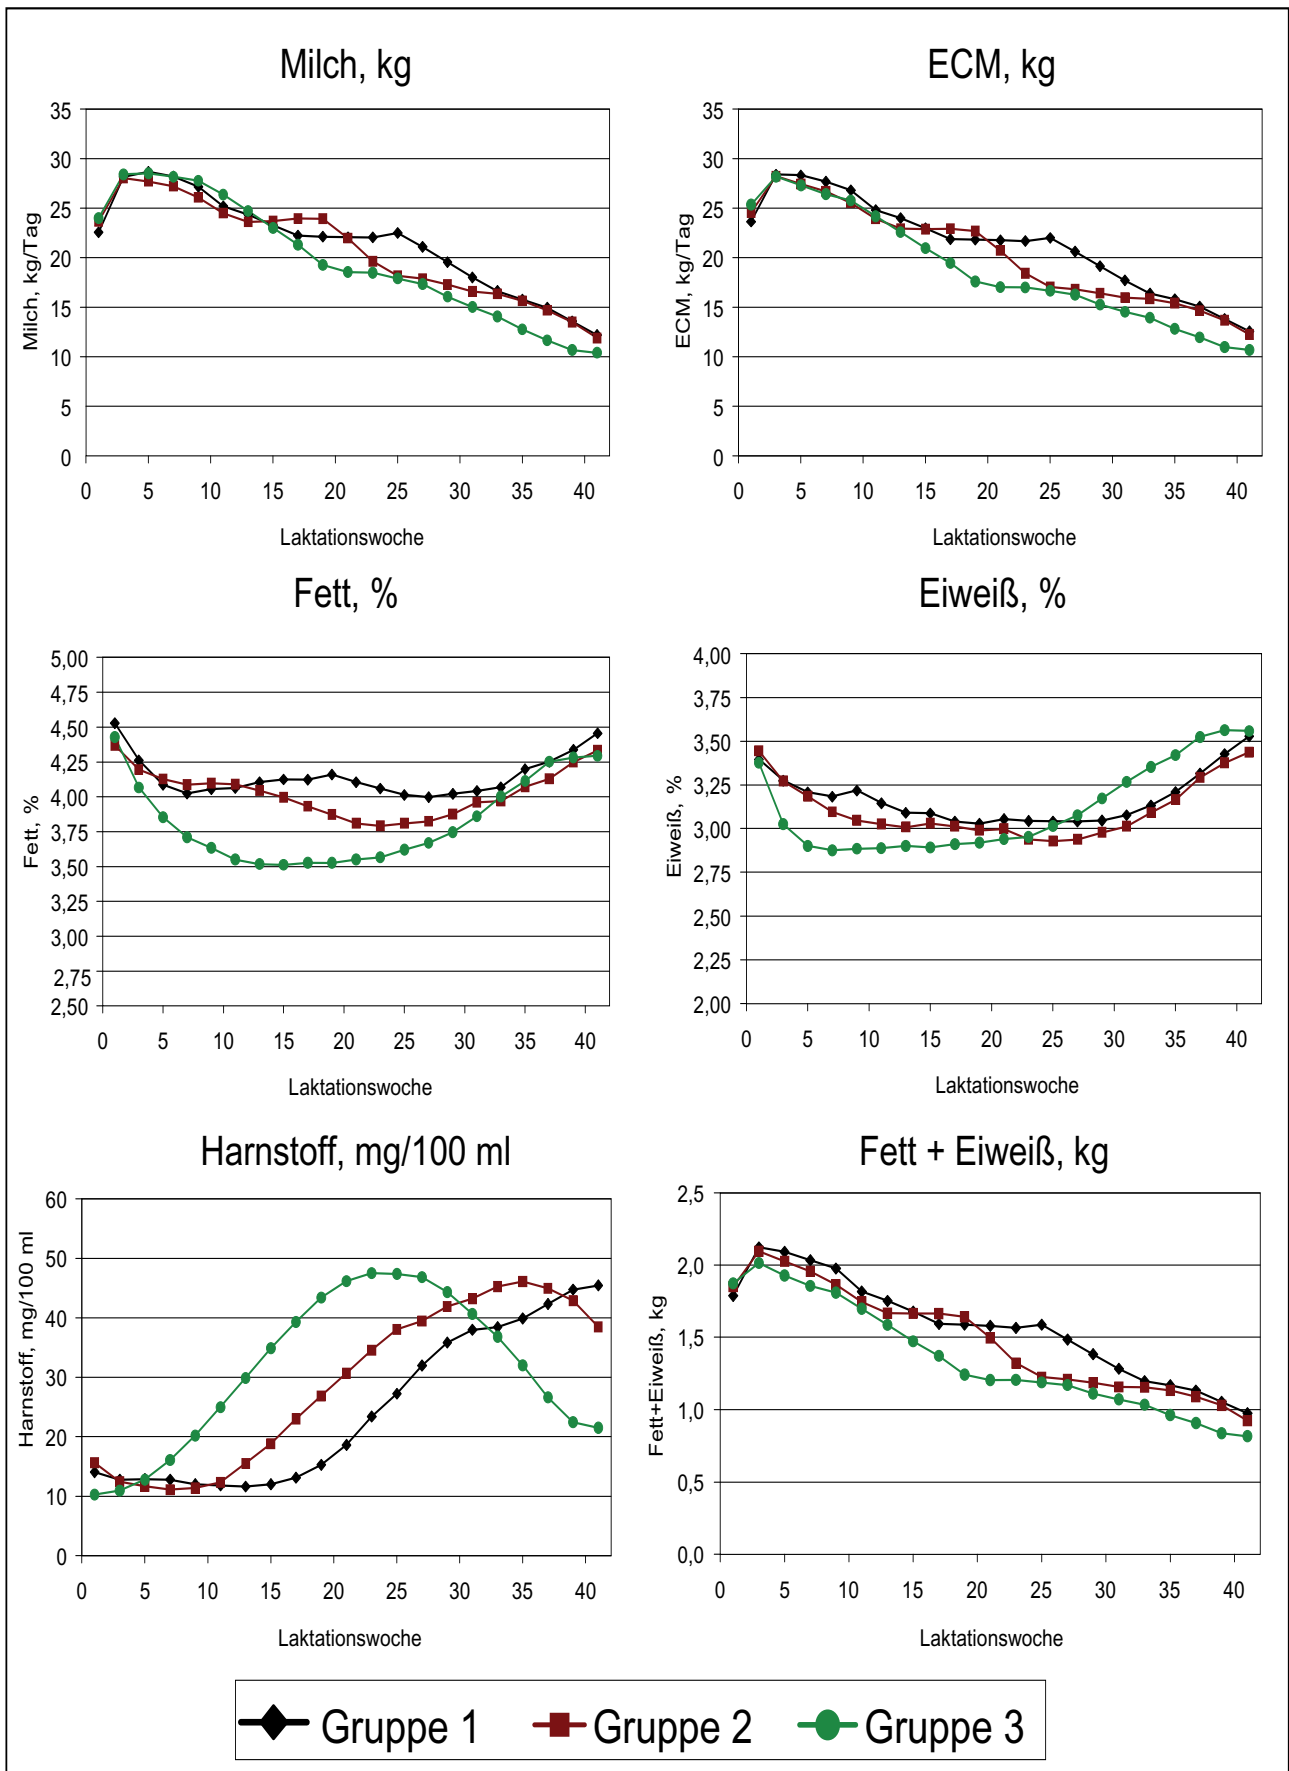 Milch, kg
35
30
25
20
15
10
5
0
Milch, kg/Tag
0 5 10 15 20 25 30 35 40
Laktationswoche
ECM, kg
35
30
25
20
15
10
5
0
ECM, kg/Tag
0 5 10 15 20 25 30 35 40
Laktationswoche
Fett, %
5,00
4,75
4,50
4,25
4,00
3,75
3,50
3,25
3,00
2,75
2,50
Fett, %
0 5 10 15 20 25 30 35 40
Laktationswoche
Eiweiß, %
4,00
3,75
3,50
3,25
3,00
2,75
2,50
2,25
2,00
Eiweiß, %
0 5 10 15 20 25 30 35 40
Laktationswoche
Harnstoff, mg/100 ml
60
50
40
30
20
10
0
Harnstoff, mg/100 ml
0 5 10 15 20 25 30 35 40
Laktationswoche
Fett + Eiweiß, kg
2,5
2,0
1,5
1,0
0,5
0,0
Fett+Eiweiß, kg
0 5 10 15 20 25 30 35 40
Laktationswoche
Gruppe 1 Gruppe 2 Gruppe 3